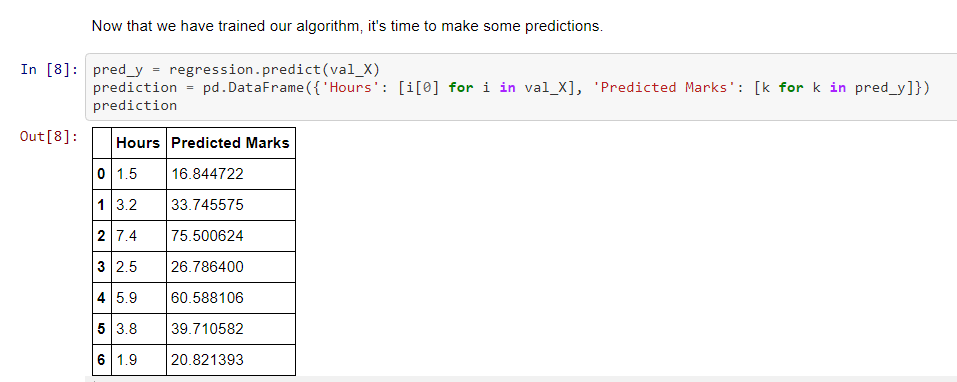 Now that we have trained our algorithm, it's time to make some predictions.
In [8]: pred_y = regression.predict(val_X)
prediction = pd.DataFrame({'Hours': [i[0] for i in val_X], 'Predicted Marks': [k for k in pred_y]})
prediction
Out[8]:
Hours Predicted Marks
0 1.5 16.844722
1 3.2 33.745575
2 7.4 75.500624
3 2.5 26.786400
4 5.9 60.588106
5 3.8 39.710582
6 1.9 20.821393